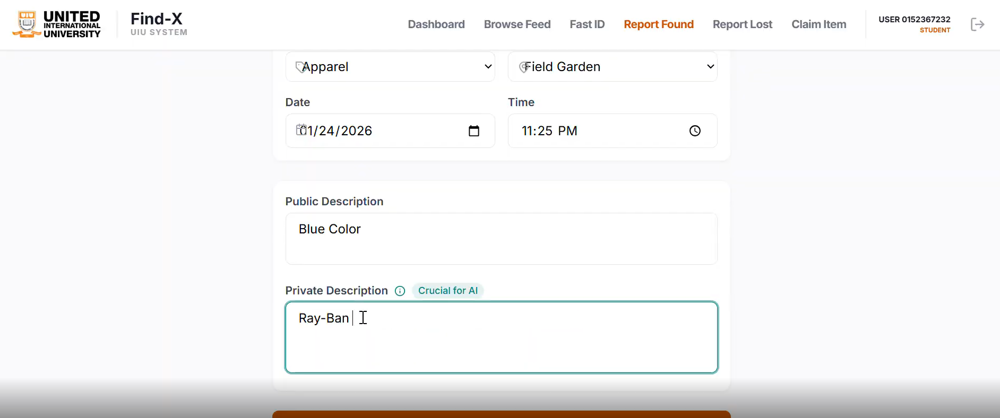 UNITED
INTERNATIONAL
UNIVERSITY
Find-X
UIU SYSTEM
Dashboard
Browse Feed
Fast ID
Report Found
Report Lost
Claim Item
USER 0152367232
STUDENT
Apparel
Field Garden
Date
Time
01/24/2026
11:25 PM
Public Description
Blue Color
Private Description
Crucial for AI
Ray-Ban